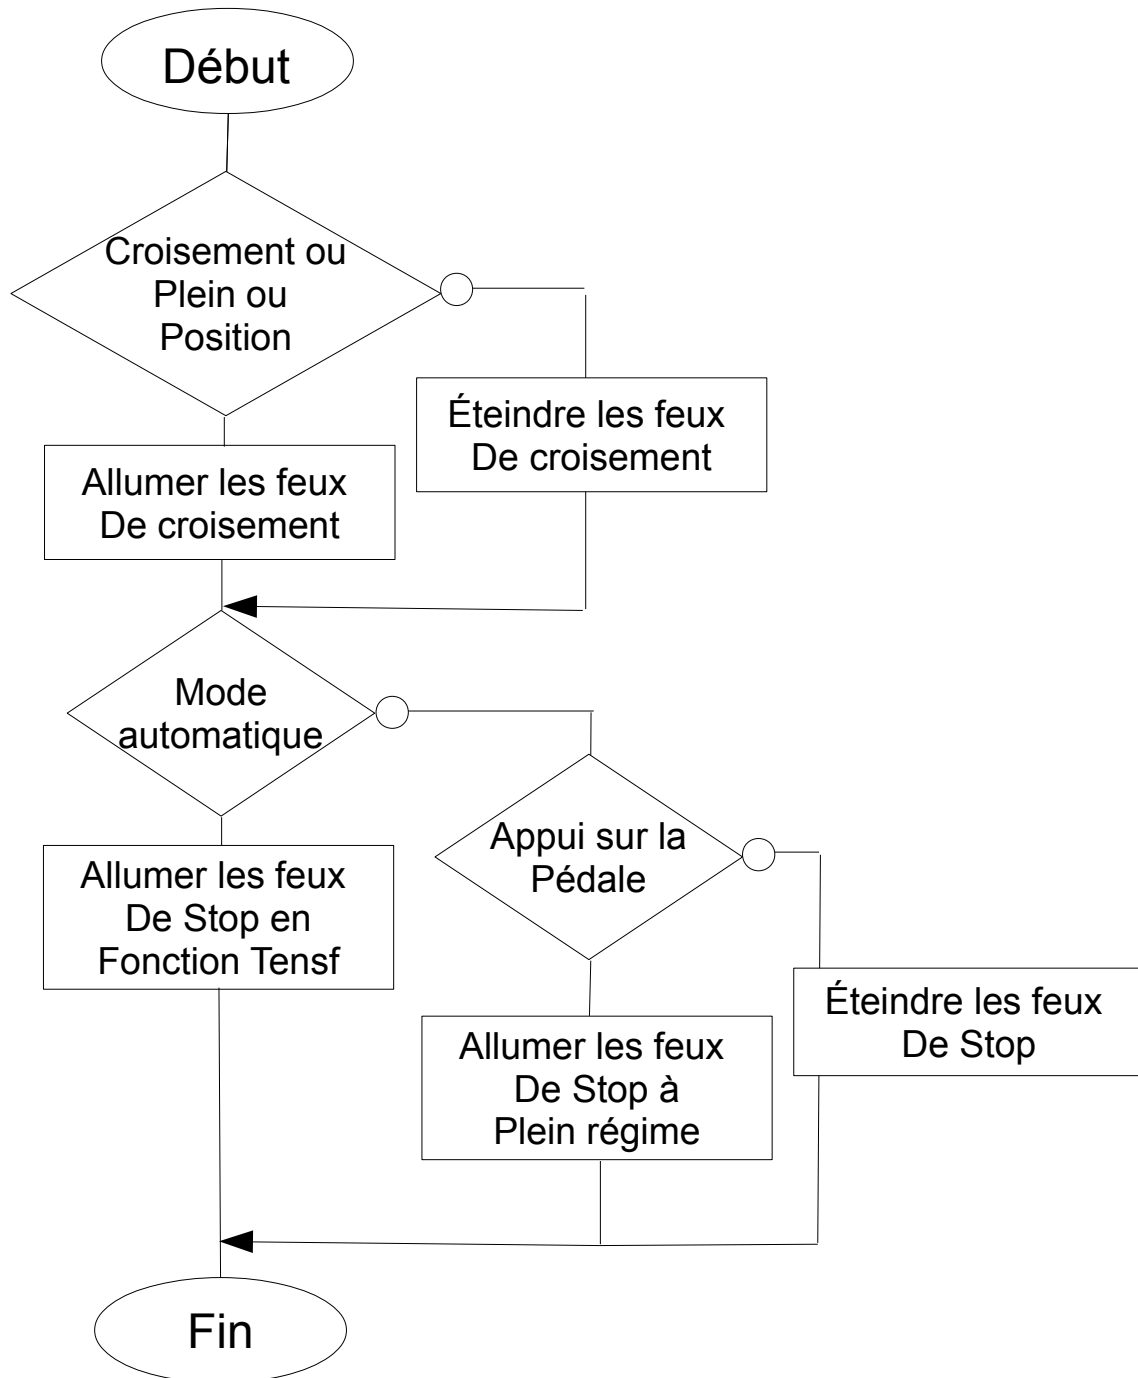 Début
Croisement ou
Plein ou
Position
Éteindre les feux
De croisement
Allumer les feux
De croisement
Mode
automatique
Appui sur la
Pédale
Allumer les feux
De Stop en
Fonction Tensf
Éteindre les feux
De Stop
Allumer les feux
De Stop à
Plein régime
Fin